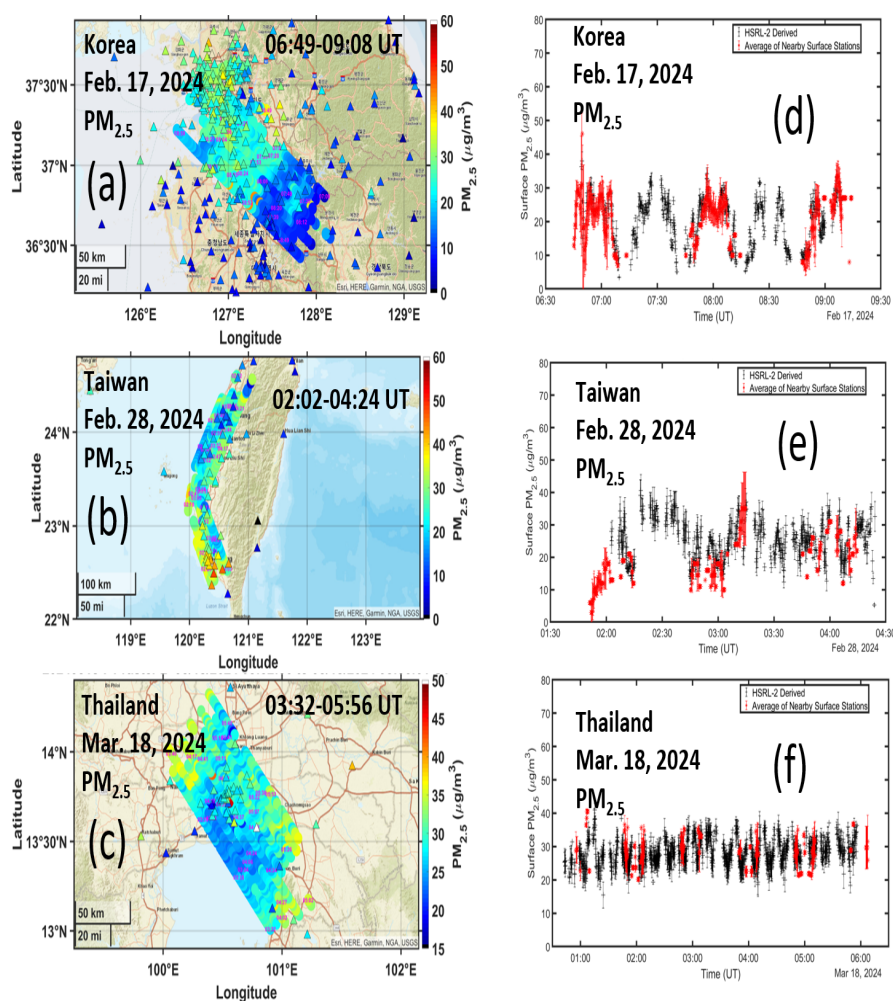 Korea
Feb. 17, 2024
PM2.5
06:49-09:08 UT
(a)
Latitude
37°30'N
37°N
36°30'N
50 km
20 mi
Esri, HERE, Garmin, NGA, USGS
126°E
127°E
128°E
129°E
Longitude
60
50
40
30
20
10
0
PM2.5 (µg/m3)
Korea
Feb. 17, 2024
PM2.5
(d)
HSRL-2 Derived
Average of Nearby Surface Stations
Surface PM2.5 (µg/m3)
80
70
60
50
40
30
20
10
0
06:30
07:00
07:30
08:00
08:30
09:00
09:30
Time (UT)
Feb 17, 2024
Taiwan
Feb. 28, 2024
PM2.5
02:02-04:24 UT
(b)
Latitude
24°N
23°N
22°N
100 km
50 mi
Esri, HERE, Garmin, NGA, USGS
119°E
120°E
121°E
122°E
123°E
Longitude
60
50
40
30
20
10
0
PM2.5 (µg/m3)
Taiwan
Feb. 28, 2024
PM2.5
(e)
HSRL-2 Derived
Average of Nearby Surface Stations
Surface PM2.5 (µg/m3)
80
70
60
50
40
30
20
10
0
01:30
02:00
02:30
03:00
03:30
04:00
04:30
Time (UT)
Feb 28, 2024
Thailand
Mar. 18, 2024
PM2.5
03:32-05:56 UT
(c)
Latitude
14°N
13°30'N
13°N
50 km
20 mi
Esri, HERE, Garmin, NGA, USGS
100°E
101°E
102°E
Longitude
50
45
40
35
30
25
20
15
PM2.5 (µg/m3)
Thailand
Mar. 18, 2024
PM2.5
(f)
HSRL-2 Derived
Average of Nearby Surface Stations
Surface PM2.5 (µg/m3)
80
70
60
50
40
30
20
10
0
01:00
02:00
03:00
04:00
05:00
06:00
Time (UT)
Mar 18, 2024